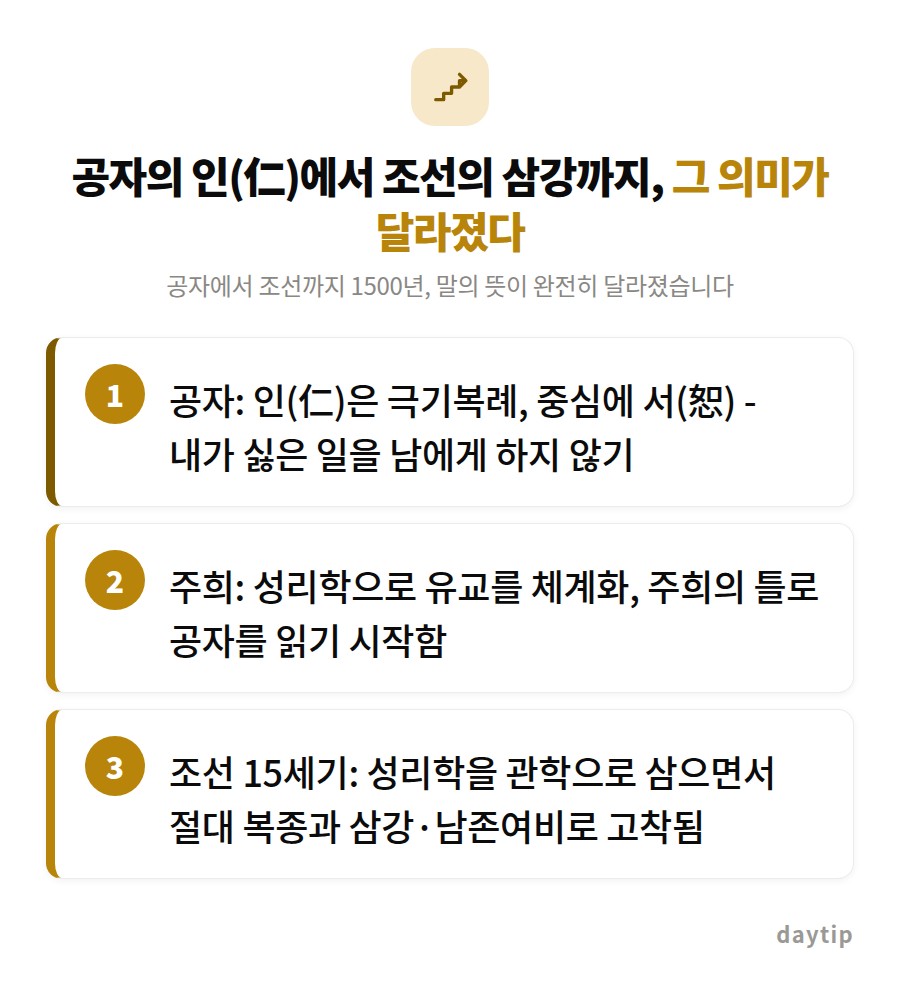 공자의 인(仁)에서 조선의 삼강까지, 그 의미가
달라졌다
공자에서 조선까지 1500년, 말의 뜻이 완전히 달라졌습니다
1
공자: 인(仁)은 극기복례, 중심에 서(恕) -
내가 싫은 일을 남에게 하지 않기
2
주희: 성리학으로 유교를 체계화, 주희의 틀로
공자를 읽기 시작함
3
조선 15세기: 성리학을 관학으로 삼으면서
절대 복종과 삼강·남존여비로 고착됨
daytip